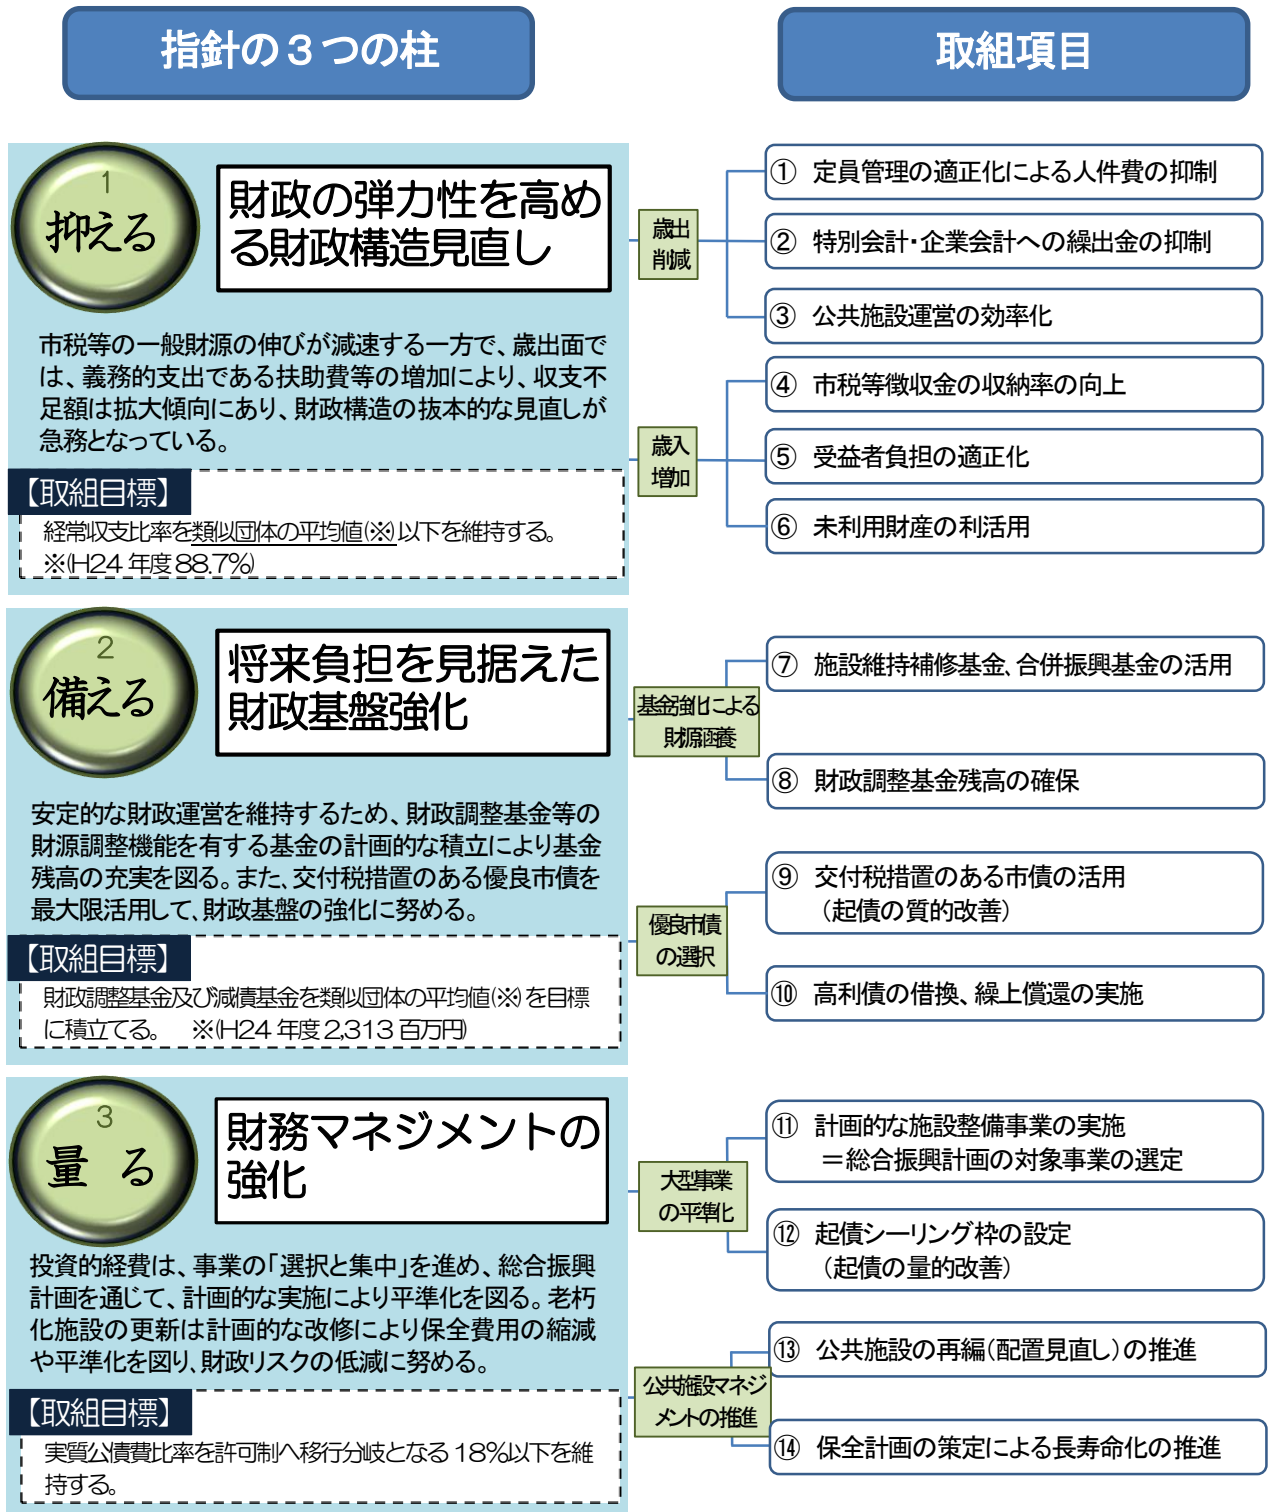 指針の３つの柱
取組項目
1
抑える
財政の弾力性を高め
る財政構造見直し
市税等の一般財源の伸びが減速する一方で、歳出面で
は、義務的支出である扶助費等の増加により、収支不
足額は拡大傾向にあり、財政構造の抜本的な見直しが
急務となっている。
【取組目標】
経常収支比率を類似団体の平均値(※)以下を維持する。
※(H24 年度 88.7%)
歳出
削減
① 定員管理の適正化による人件費の抑制
② 特別会計・企業会計への繰出金の抑制
③ 公共施設運営の効率化
歳入
増加
④ 市税等徴収金の収納率の向上
⑤ 受益者負担の適正化
⑥ 未利用財産の利活用
2
備える
将来負担を見据えた
財政基盤強化
安定的な財政運営を維持するため、財政調整基金等の
財源調整機能を有する基金の計画的な積立により基金
残高の充実を図る。また、交付税措置のある優良市債を
最大限活用して、財政基盤の強化に努める。
【取組目標】
財政調整基金及び減債基金を類似団体の平均値(※)を目標
に積立てる。 ※(H24 年度 2,313 百万円)
基金強化による
財源涵養
⑦ 施設維持補修基金、合併振興基金の活用
⑧ 財政調整基金残高の確保
優良市債
の選択
⑨ 交付税措置のある市債の活用
（起債の質的改善）
⑩ 高利債の借換、繰上償還の実施
3
量る
財務マネジメントの
強化
投資的経費は、事業の「選択と集中」を進め、総合振興
計画を通じて、計画的な実施により平準化を図る。老朽
化施設の更新は計画的な改修により保全費用の縮減
や平準化を図り、財政リスクの低減に努める。
【取組目標】
実質公債費比率を許可制へ移行分岐となる 18%以下を維
持する。
大型事業
の平準化
⑪ 計画的な施設整備事業の実施
＝総合振興計画の対象事業の選定
⑫ 起債シーリング枠の設定
（起債の量的改善）
公共施設マネジ
メントの推進
⑬ 公共施設の再編（配置見直し）の推進
⑭ 保全計画の策定による長寿命化の推進